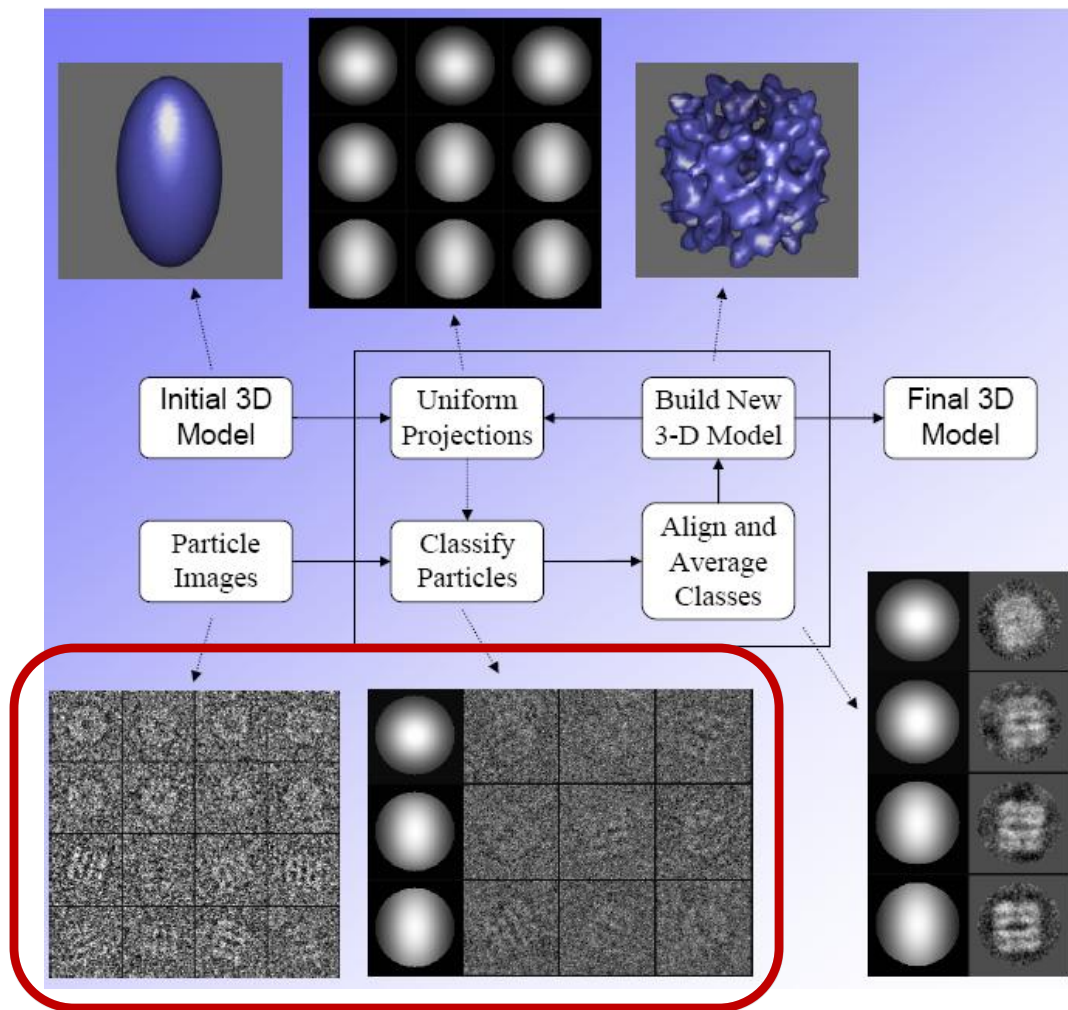 Initial 3D
Model
Uniform
Projections
Build New
3-D Model
Final 3D
Model
Particle
Images
Classify
Particles
Align and
Average
Classes